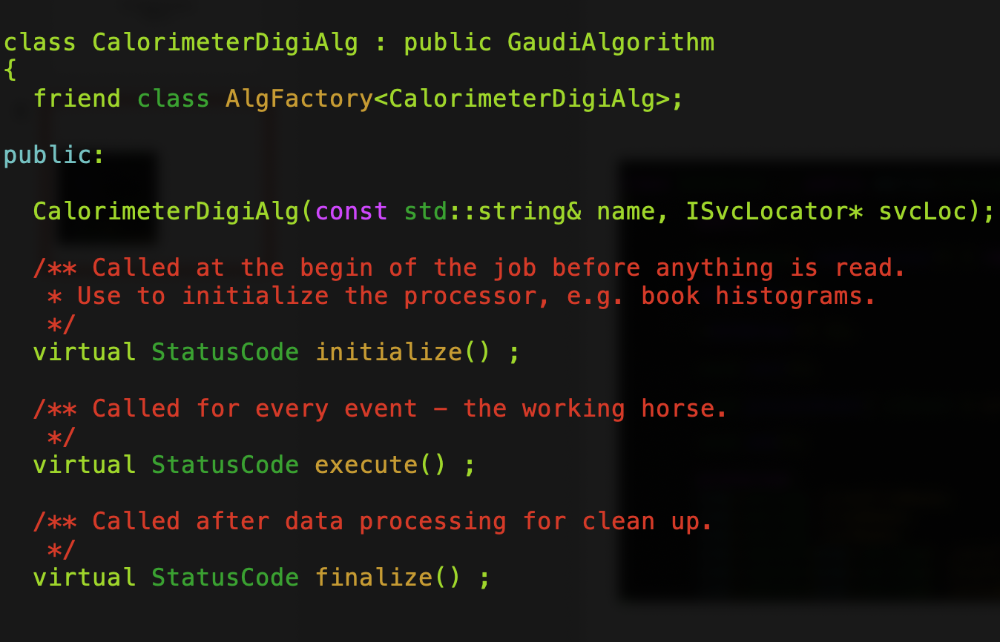 class CalorimeterDigiAlg : public GaudiAlgorithm
{
  friend class AlgFactory<CalorimeterDigiAlg>;

public:

  CalorimeterDigiAlg(const std::string& name, ISvcLocator* svcLoc);

  /** Called at the begin of the job before anything is read.
   * Use to initialize the processor, e.g. book histograms.
   */
  virtual StatusCode initialize() ;

  /** Called for every event - the working horse.
   */
  virtual StatusCode execute() ;

  /** Called after data processing for clean up.
   */
  virtual StatusCode finalize() ;